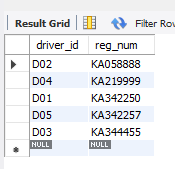 Result Grid Filter Row
driver_id reg_num
D02 KA058888
D04 KA219999
D01 KA342250
D05 KA342257
D03 KA344455
NULL NULL